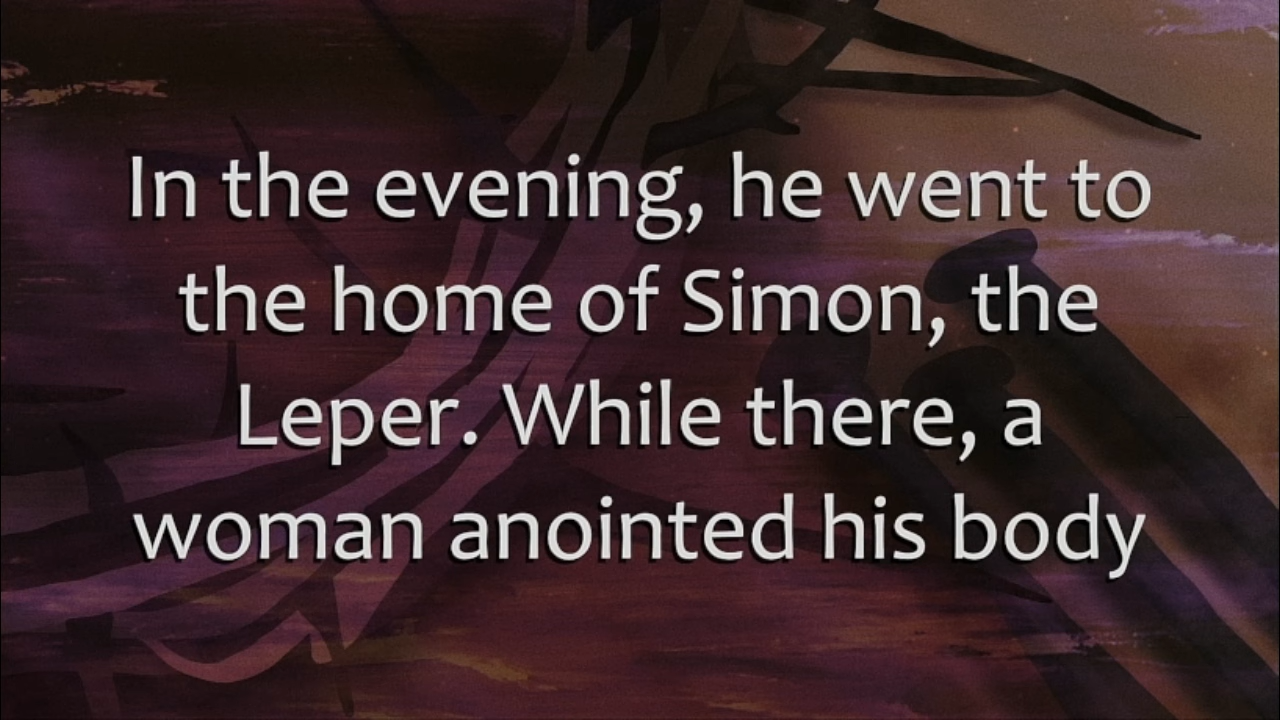 In the evening, he went to
the home of Simon, the
Leper. While there, a
woman anointed his body